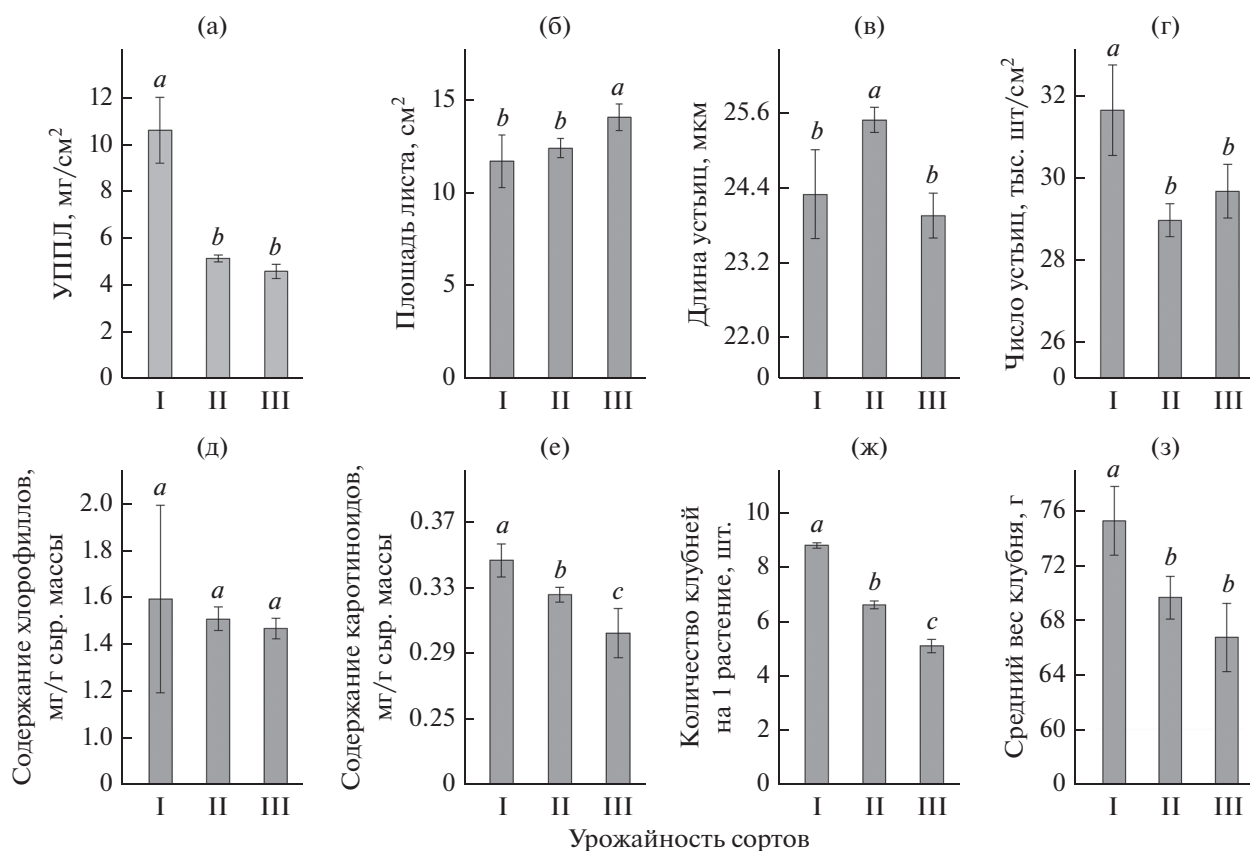 (а)
УППЛ, мг/см²
12
10
8
6
4
2
0
a
b
b
I II III
(б)
Площадь листа, см²
15
10
5
0
b
b
a
I II III
(в)
Длина устьиц, мкм
25.6
24.4
23.2
22.0
0
b
a
b
I II III
(г)
Число устьиц, тыс. шт/см²
32
30
28
26
0
a
b
b
I II III
(д)
Содержание хлорофиллов,
мг/г сыр. массы
2.0
1.8
1.6
1.4
1.2
1.0
0
a
a
a
I II III
(е)
Содержание каротиноидов,
мг/г сыр. массы
0.37
0.33
0.29
0.25
0
a
b
c
I II III
(ж)
Количество клубней
на 1 растение, шт.
10
8
6
4
2
0
a
b
c
I II III
(з)
Средний вес клубня, г
76
72
68
64
60
0
a
b
b
I II III
Урожайность сортов